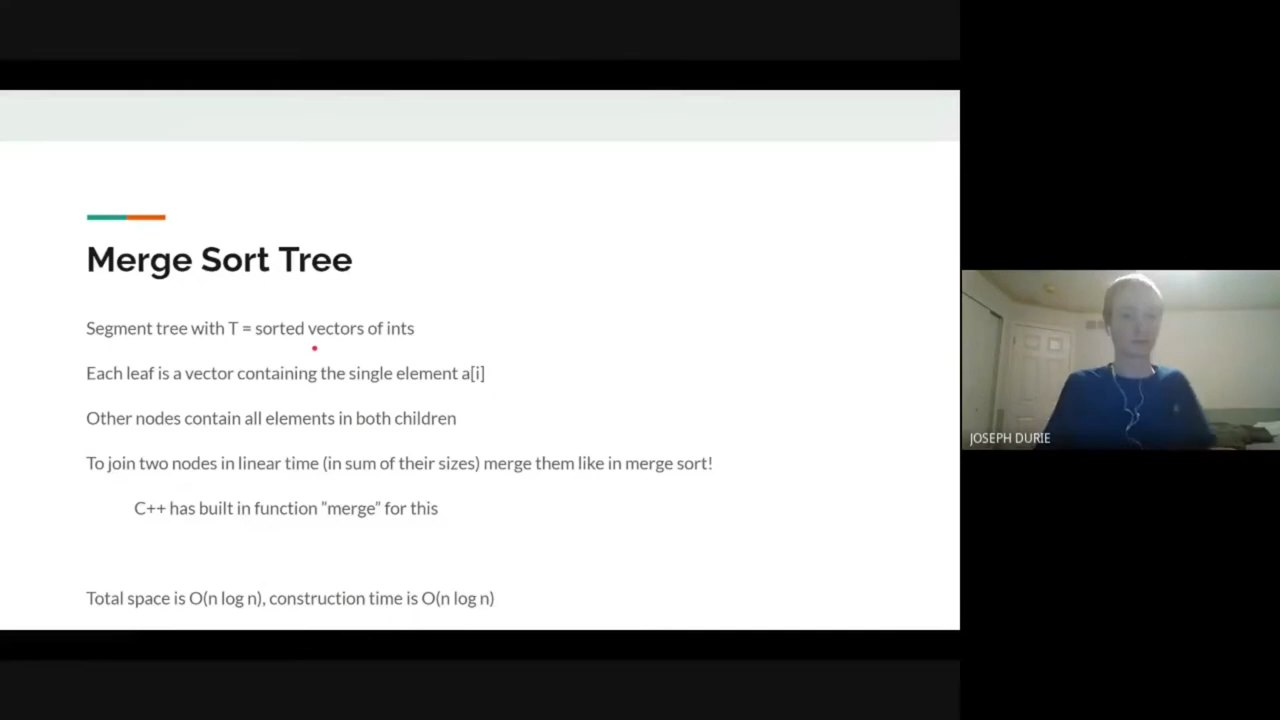 Merge Sort Tree
Segment tree with T = sorted vectors of ints
Each leaf is a vector containing the single element a[i]
Other nodes contain all elements in both children
To join two nodes in linear time (in sum of their sizes) merge them like in merge sort!
C++ has built in function ”merge” for this
Total space is O(n log n), construction time is O(n log n)
JOSEPH DURIE